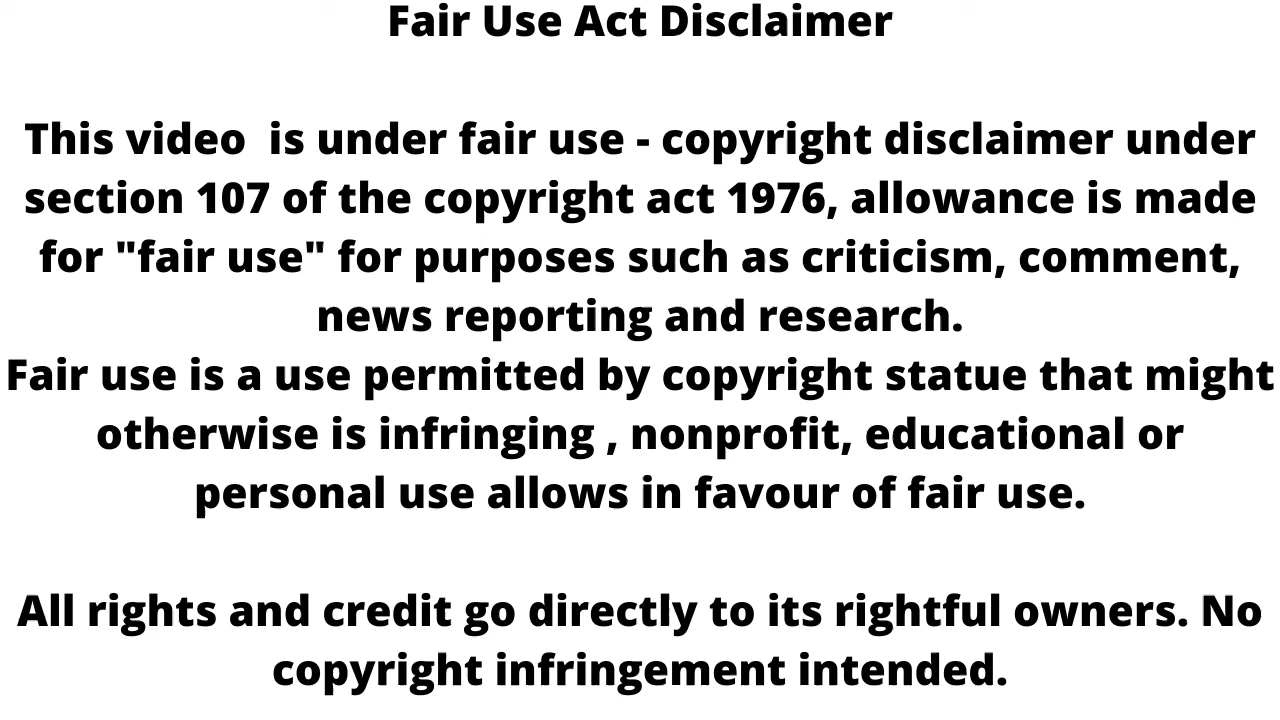 Fair Use Act Disclaimer
This video  is under fair use - copyright disclaimer under
section 107 of the copyright act 1976, allowance is made
for "fair use" for purposes such as criticism, comment,
news reporting and research.
Fair use is a use permitted by copyright statue that might
otherwise is infringing , nonprofit, educational or
personal use allows in favour of fair use.
All rights and credit go directly to its rightful owners. No
copyright infringement intended.